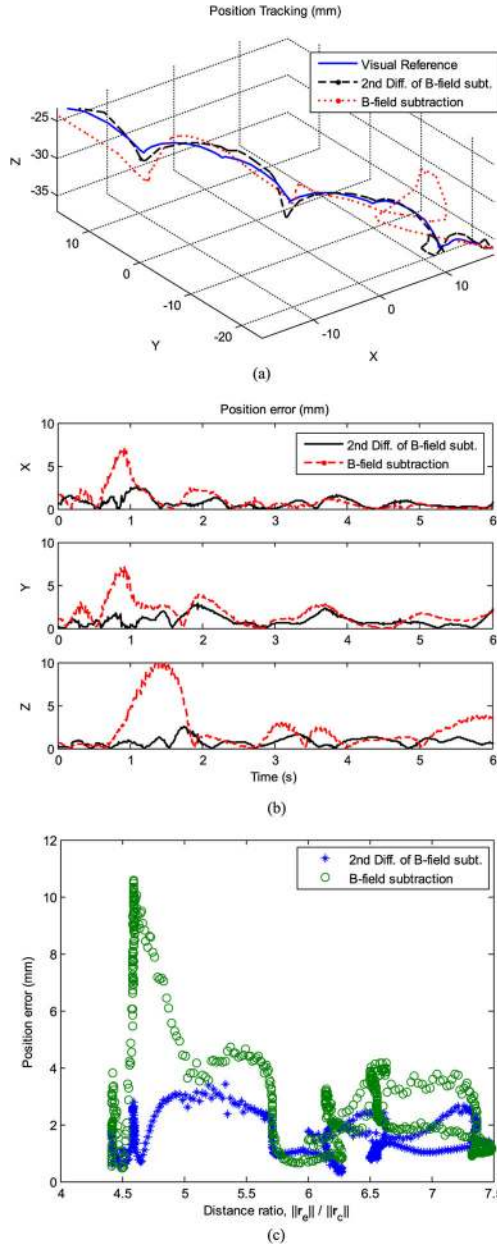 Position Tracking (mm)
Visual Reference
2nd Diff. of B-field subt.
B-field subtraction
-25
-30
-35
Z
10
0
-10
-20
Y
-10
0
10
X
(a)
Position error (mm)
2nd Diff. of B-field subt.
B-field subtraction
10
5
0
X
0 1 2 3 4 5 6
10
5
0
Y
0 1 2 3 4 5 6
10
5
0
Z
0 1 2 3 4 5 6
Time (s)
(b)
2nd Diff. of B-field subt.
B-field subtraction
12
10
8
6
4
2
0
Position error (mm)
4 4.5 5 5.5 6 6.5 7 7.5
Distance ratio, ||r_e|| / ||r_c||
(c)